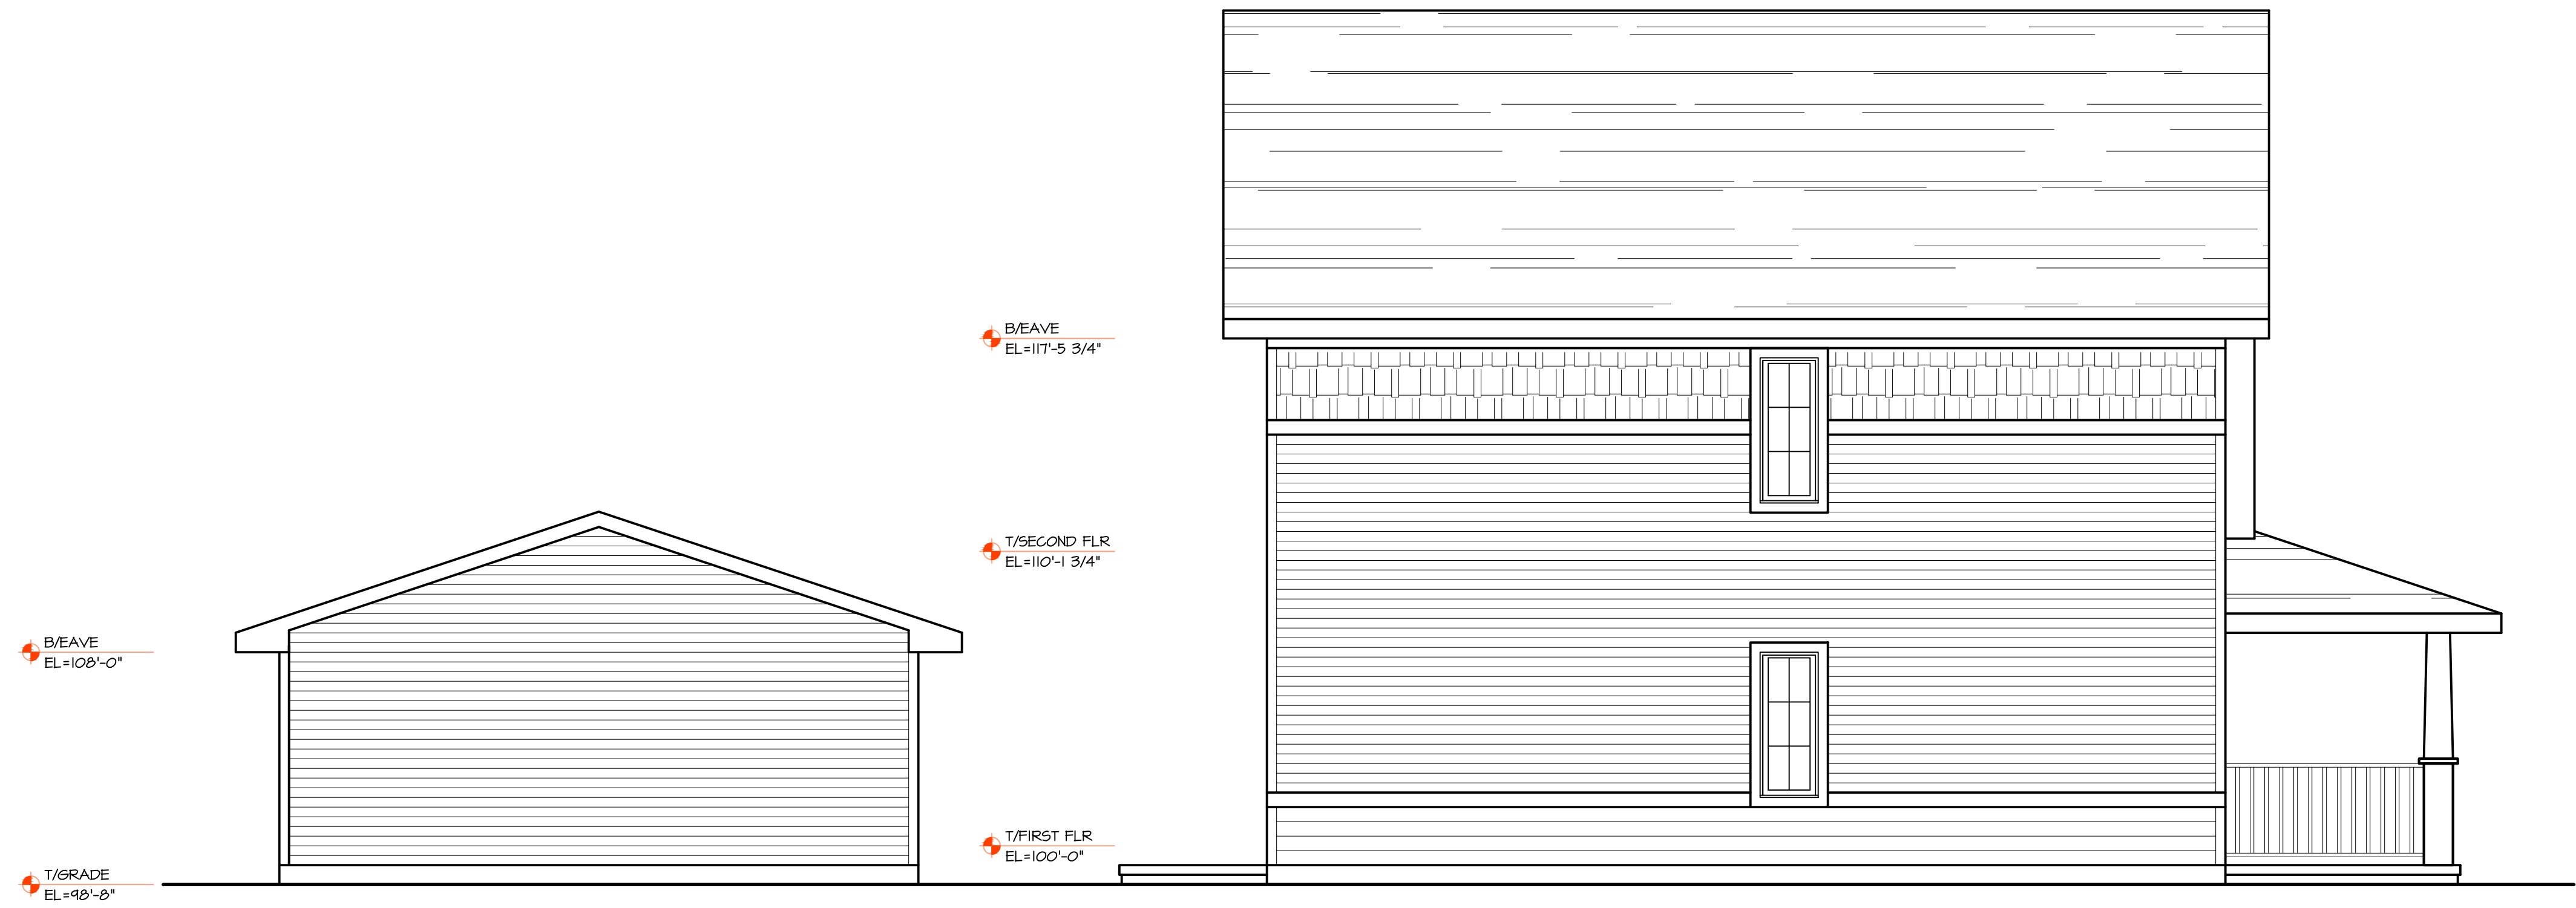 B/EAVE
EL=117'-5 3/4"
T/SECOND FLR
EL=110'-1 3/4"
B/EAVE
EL=108'-0"
T/FIRST FLR
EL=100'-0"
T/GRADE
EL=98'-8"